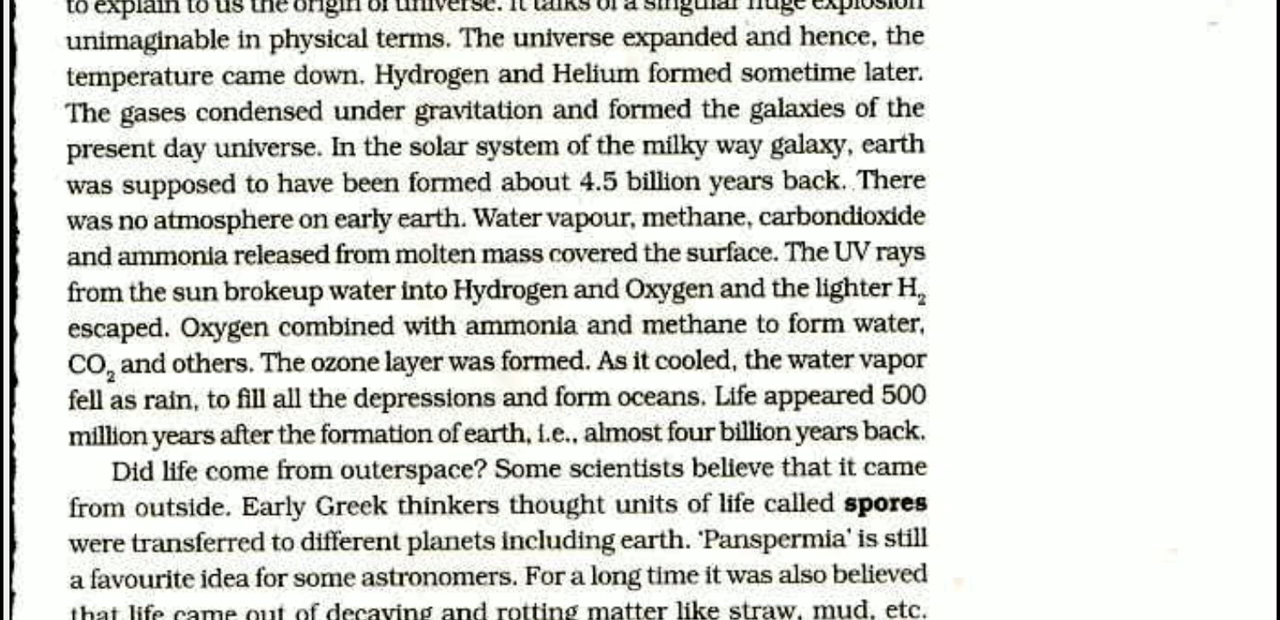 to explain to us the origin of universe. It talks of a singular huge explosion
unimaginable in physical terms. The universe expanded and hence, the
temperature came down. Hydrogen and Helium formed sometime later.
The gases condensed under gravitation and formed the galaxies of the
present day universe. In the solar system of the milky way galaxy, earth
was supposed to have been formed about 4.5 billion years back. There
was no atmosphere on early earth. Water vapour, methane, carbondioxide
and ammonia released from molten mass covered the surface. The UV rays
from the sun brokeup water into Hydrogen and Oxygen and the lighter H₂
escaped. Oxygen combined with ammonia and methane to form water,
CO₂ and others. The ozone layer was formed. As it cooled, the water vapor
fell as rain, to fill all the depressions and form oceans. Life appeared 500
million years after the formation of earth, i.e., almost four billion years back.
Did life come from outerspace? Some scientists believe that it came
from outside. Early Greek thinkers thought units of life called spores
were transferred to different planets including earth. ‘Panspermia’ is still
a favourite idea for some astronomers. For a long time it was also believed
that life came out of decaying and rotting matter like straw, mud, etc.